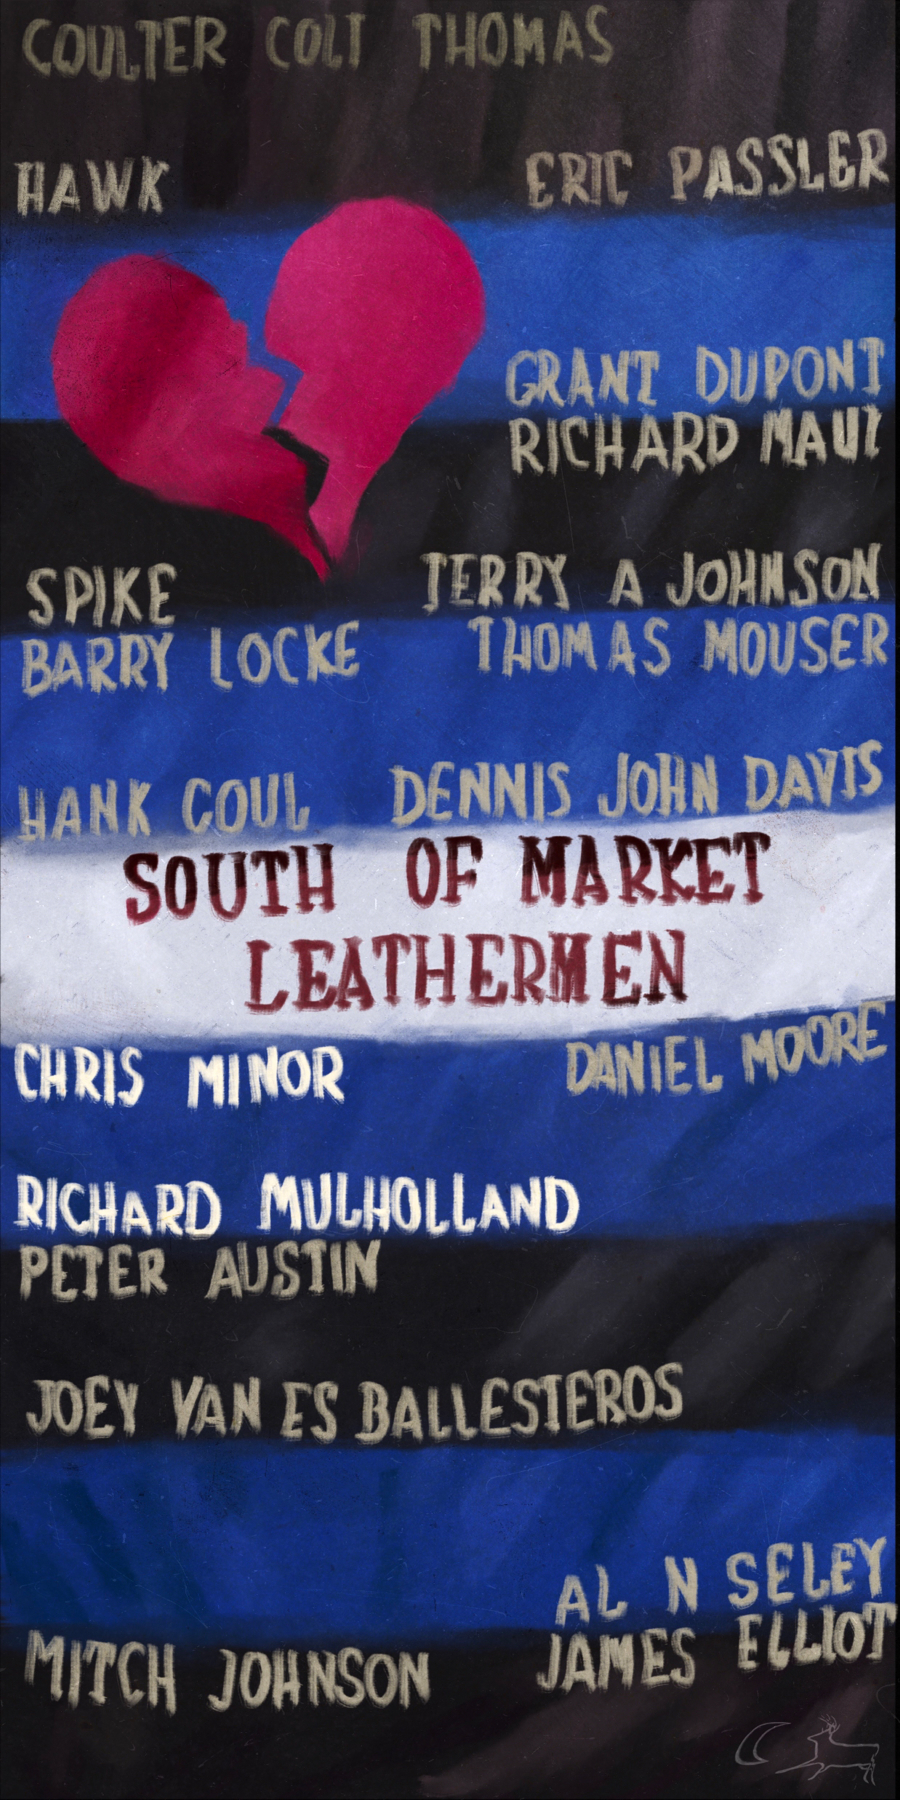 COULTER COLT THOMAS
HAWK
ERIC PASSLER
GRANT DUPONT
RICHARD MAUI
SPIKE
TERRY A JOHNSON
BARRY LOCKE
THOMAS MOUSER
HANK COUL
DENNIS JOHN DAVIS
SOUTH OF MARKET
LEATHERMEN
CHRIS MINOR
DANIEL MOORE
RICHARD MULHOLLAND
PETER AUSTIN
JOEY VAN ES BALLESTEROS
AL N SELEY
JAMES ELLIOT
MITCH JOHNSON